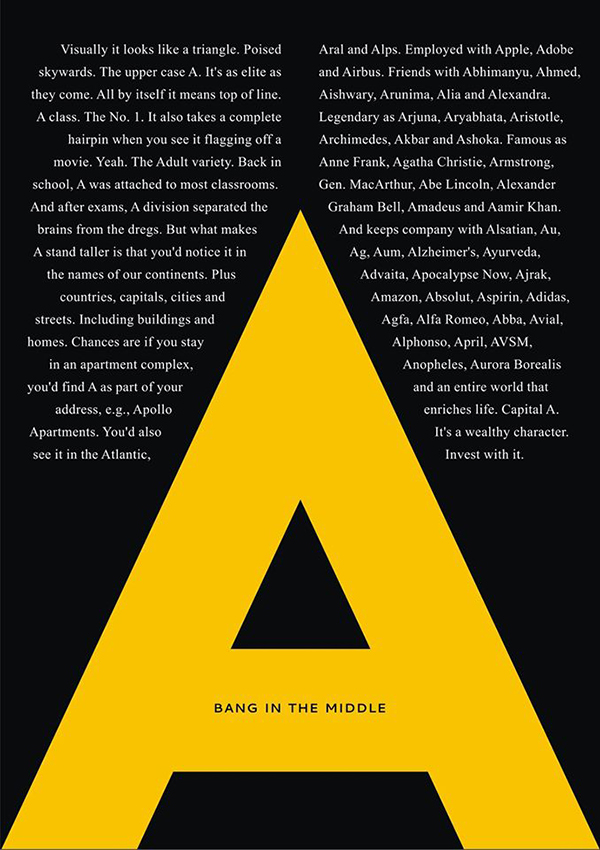 Visually it looks like a triangle. Poised
skywards. The upper case A. It's as elite as
they come. All by itself it means top of line.
A class. The No. 1. It also takes a complete
hairpin when you see it flagging off a
movie. Yeah. The Adult variety. Back in
school, A was attached to most classrooms.
And after exams, A division separated the
brains from the dregs. But what makes
A stand taller is that you'd notice it in
the names of our continents. Plus
countries, capitals, cities and
streets. Including buildings and
homes. Chances are if you stay
in an apartment complex,
you'd find A as part of your
address, e.g., Apollo
Apartments. You'd also
see it in the Atlantic,
Aral and Alps. Employed with Apple, Adobe
and Airbus. Friends with Abhimanyu, Ahmed,
Aishwary, Arunima, Alia and Alexandra.
Legendary as Arjuna, Aryabhata, Aristotle,
Archimedes, Akbar and Ashoka. Famous as
Anne Frank, Agatha Christie, Armstrong,
Gen. MacArthur, Abe Lincoln, Alexander
Graham Bell, Amadeus and Aamir Khan.
And keeps company with Alsatian, Au,
Ag, Aum, Alzheimer's, Ayurveda,
Advaita, Apocalypse Now, Ajrak,
Amazon, Absolut, Aspirin, Adidas,
Agfa, Alfa Romeo, Abba, Avial,
Alphonso, April, AVSM,
Anopheles, Aurora Borealis
and an entire world that
enriches life. Capital A.
It's a wealthy character.
Invest with it.
A
BANG IN THE MIDDLE